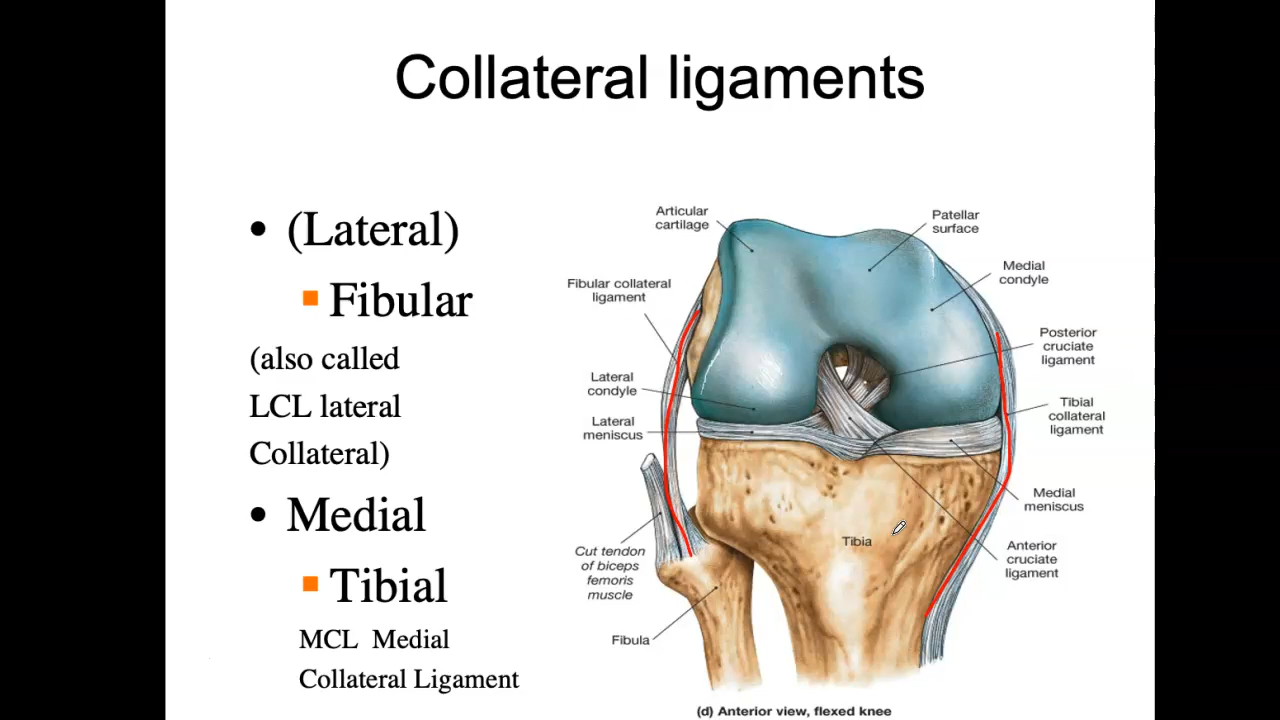 Collateral ligaments
• (Lateral)
Fibular
(also called
LCL lateral
Collateral)
• Medial
Tibial
MCL Medial
Collateral Ligament
Articular
cartilage
Patellar
surface
Fibular collateral
ligament
Medial
condyle
Posterior
cruciate
ligament
Lateral
condyle
Tibial
collateral
ligament
Lateral
meniscus
Medial
meniscus
Tibia
Cut tendon
of biceps
femoris
muscle
Anterior
cruciate
ligament
Fibula
(d) Anterior view, flexed knee